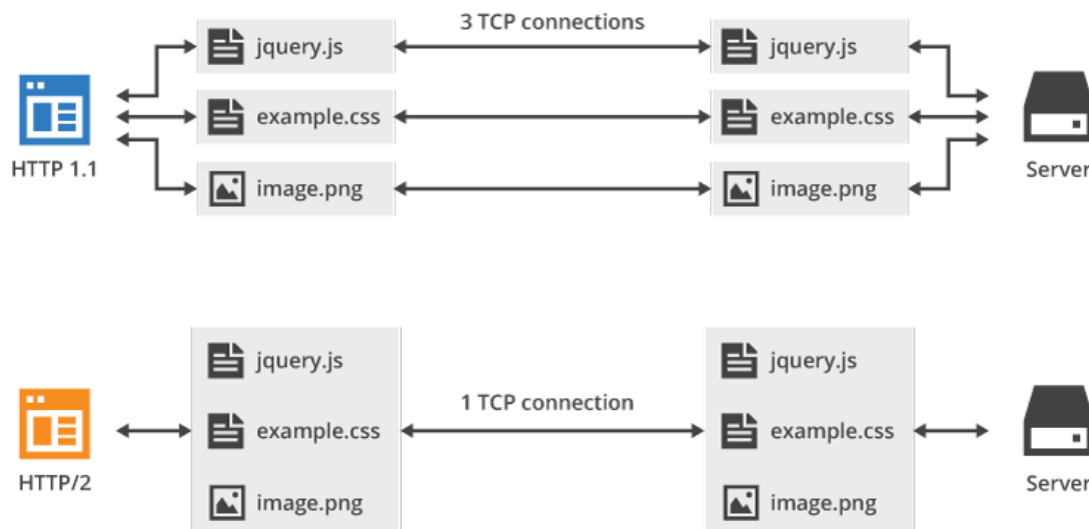 3 TCP connections
jquery.js
jquery.js
example.css
example.css
HTTP 1.1
Server
image.png
image.png
jquery.js
jquery.js
1 TCP connection
example.css
example.css
HTTP/2
Server
image.png
image.png